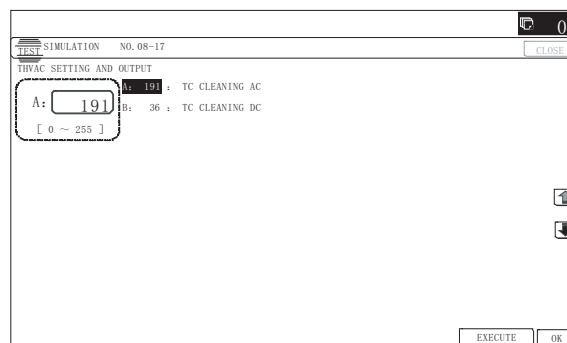 0
TEST SIMULATION NO. 08-17
CLOSE
THVAC SETTING AND OUTPUT
A: 191 : TC CLEANING AC
A: 191
B: 36 : TC CLEANING DC
[ 0 ～ 255 ]
EXECUTE OK